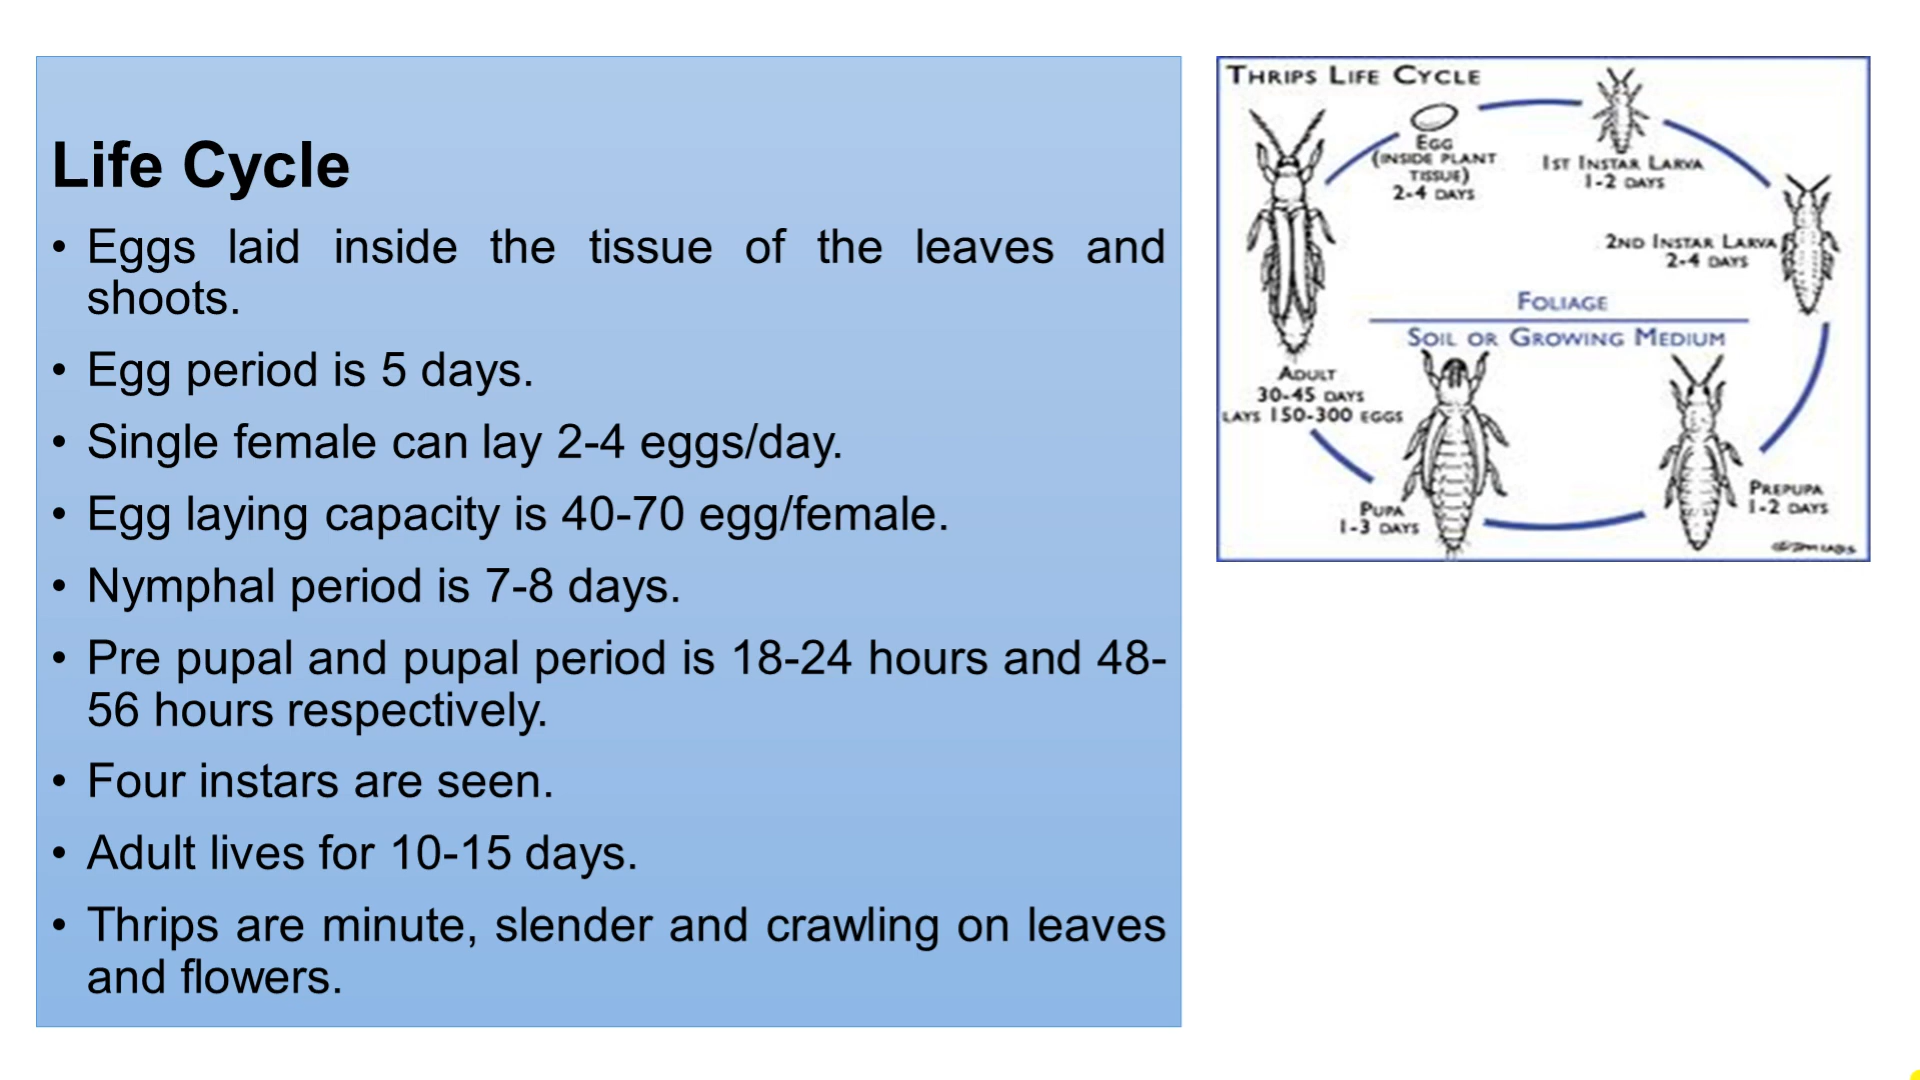 Life Cycle
• Eggs laid inside the tissue of the leaves and
shoots.
• Egg period is 5 days.
• Single female can lay 2-4 eggs/day.
• Egg laying capacity is 40-70 egg/female.
• Nymphal period is 7-8 days.
• Pre pupal and pupal period is 18-24 hours and 48-
56 hours respectively.
• Four instars are seen.
• Adult lives for 10-15 days.
• Thrips are minute, slender and crawling on leaves
and flowers.
THRIPS LIFE CYCLE
EGG
(INSIDE PLANT
TISSUE)
2-4 DAYS
1ST INSTAR LARVA
1-2 DAYS
2ND INSTAR LARVA
2-4 DAYS
FOLIAGE
SOIL OR GROWING MEDIUM
ADULT
30-45 DAYS
LAYS 150-300 EGGS
PUPA
1-3 DAYS
PREPUPA
1-2 DAYS